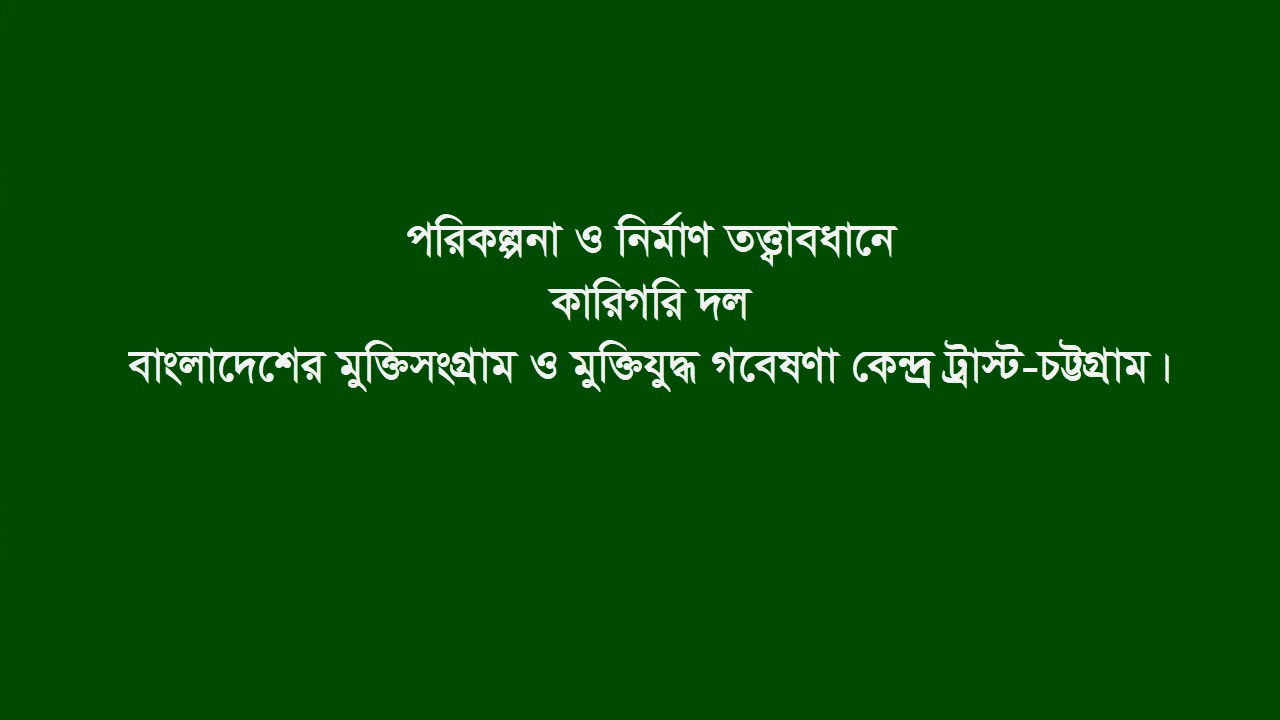 পরিকল্পনা ও নির্মাণ তত্ত্বাবধানে
কারিগরি দল
বাংলাদেশের মুক্তিসংগ্রাম ও মুক্তিযুদ্ধ গবেষণা কেন্দ্র ট্রাস্ট-চট্টগ্রাম।